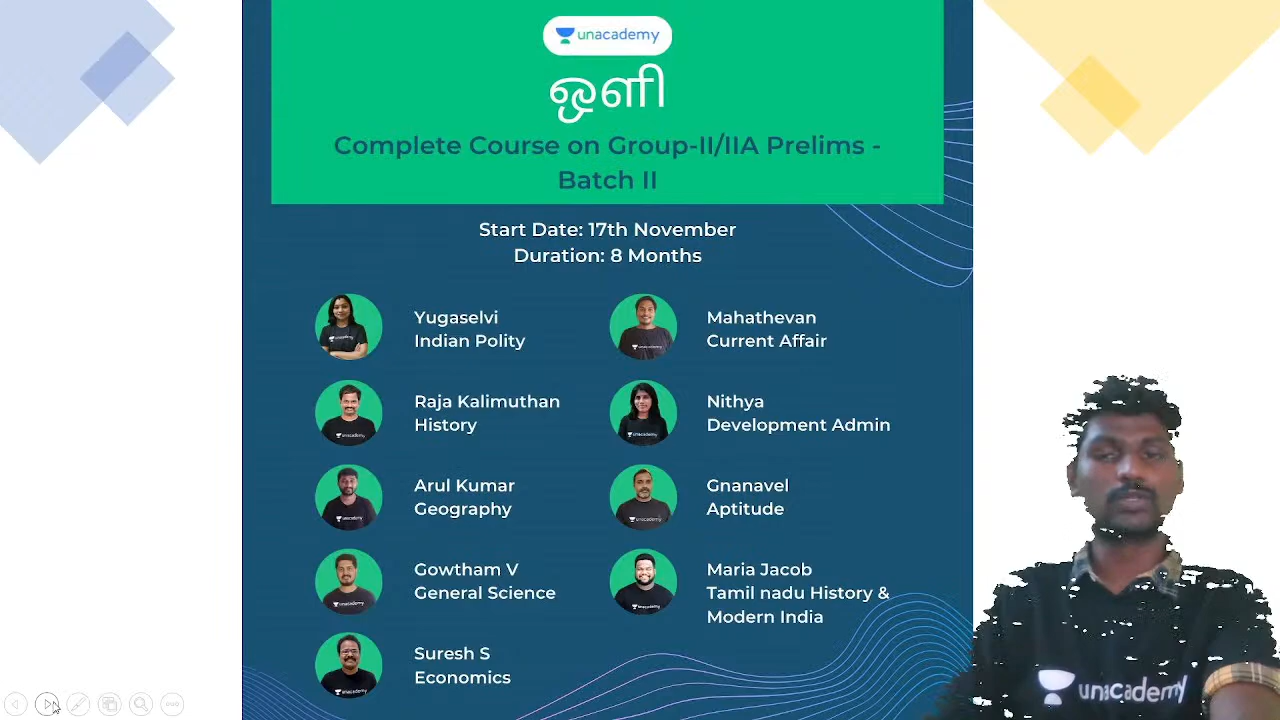 unacademy
ஒளி
Complete Course on Group-II/IIA Prelims -
Batch II
Start Date: 17th November
Duration: 8 Months
Yugaselvi
Indian Polity
Mahathevan
Current Affair
Raja Kalimuthan
History
Nithya
Development Admin
Arul Kumar
Geography
Gnanavel
Aptitude
Gowtham V
General Science
Maria Jacob
Tamil nadu History &
Modern India
Suresh S
Economics
unacademy